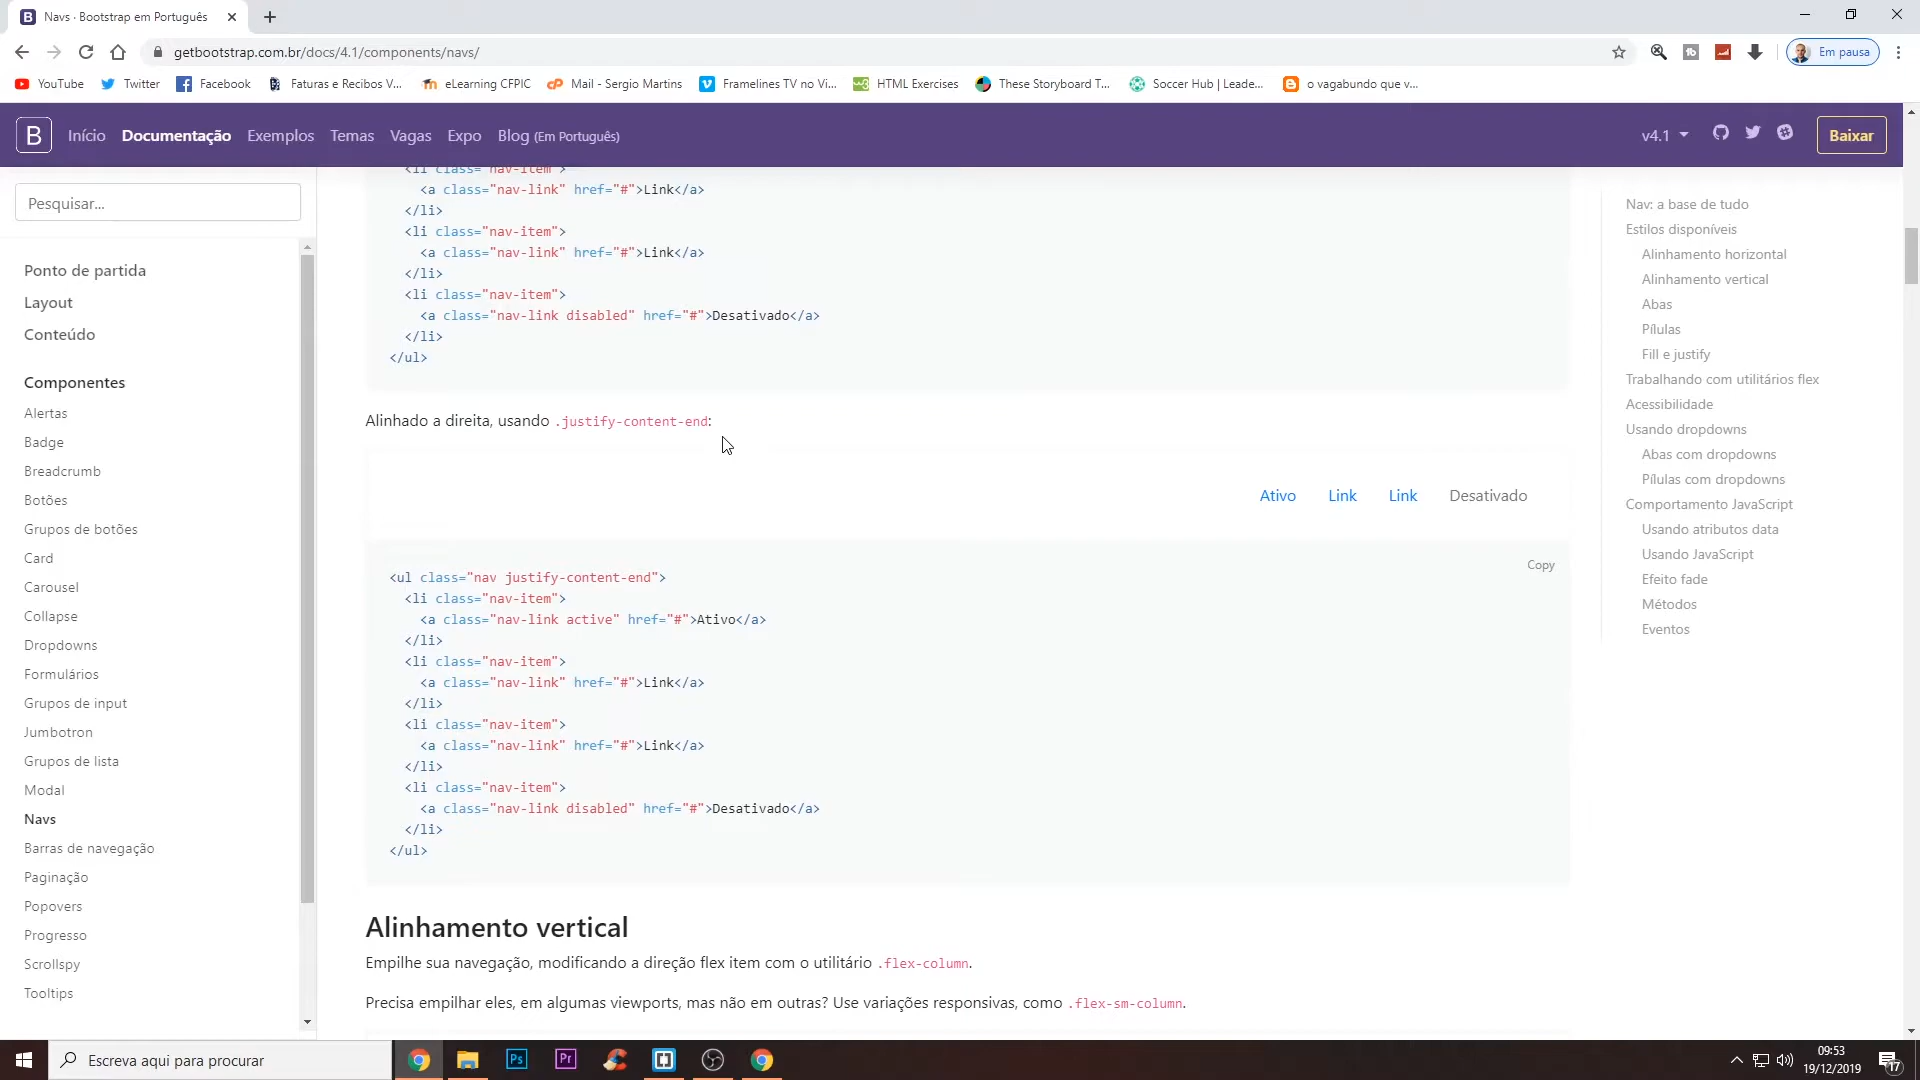 Navs · Bootstrap em Português
getbootstrap.com.br/docs/4.1/components/navs/
Em pausa
YouTube
Twitter
Facebook
Faturas e Recibos V...
eLearning CFPIC
Mail - Sergio Martins
Framelines TV no Vi...
HTML Exercises
These Storyboard T...
Soccer Hub | Leade...
o vagabundo que v...
B
Início
Documentação
Exemplos
Temas
Vagas
Expo
Blog (Em Português)
v4.1
Baixar
Pesquisar...
Ponto de partida
Layout
Conteúdo
Componentes
Alertas
Badge
Breadcrumb
Botões
Grupos de botões
Card
Carousel
Collapse
Dropdowns
Formulários
Grupos de input
Jumbotron
Grupos de lista
Modal
Navs
Barras de navegação
Paginação
Popovers
Progresso
Scrollspy
Tooltips
<li class="nav-item">
<a class="nav-link" href="#">Link</a>
</li>
<li class="nav-item">
<a class="nav-link" href="#">Link</a>
</li>
<li class="nav-item">
<a class="nav-link disabled" href="#">Desativado</a>
</li>
</ul>
Alinhado a direita, usando .justify-content-end:
Ativo
Link
Link
Desativado
Copy
<ul class="nav justify-content-end">
<li class="nav-item">
<a class="nav-link active" href="#">Ativo</a>
</li>
<li class="nav-item">
<a class="nav-link" href="#">Link</a>
</li>
<li class="nav-item">
<a class="nav-link" href="#">Link</a>
</li>
<li class="nav-item">
<a class="nav-link disabled" href="#">Desativado</a>
</li>
</ul>
Alinhamento vertical
Empilhe sua navegação, modificando a direção flex item com o utilitário .flex-column.
Precisa empilhar eles, em algumas viewports, mas não em outras? Use variações responsivas, como .flex-sm-column.
Nav: a base de tudo
Estilos disponíveis
Alinhamento horizontal
Alinhamento vertical
Abas
Pílulas
Fill e justify
Trabalhando com utilitários flex
Acessibilidade
Usando dropdowns
Abas com dropdowns
Pílulas com dropdowns
Comportamento JavaScript
Usando atributos data
Usando JavaScript
Efeito fade
Métodos
Eventos
Escreva aqui para procurar
Ps
Pr
09:53
19/12/2019
17